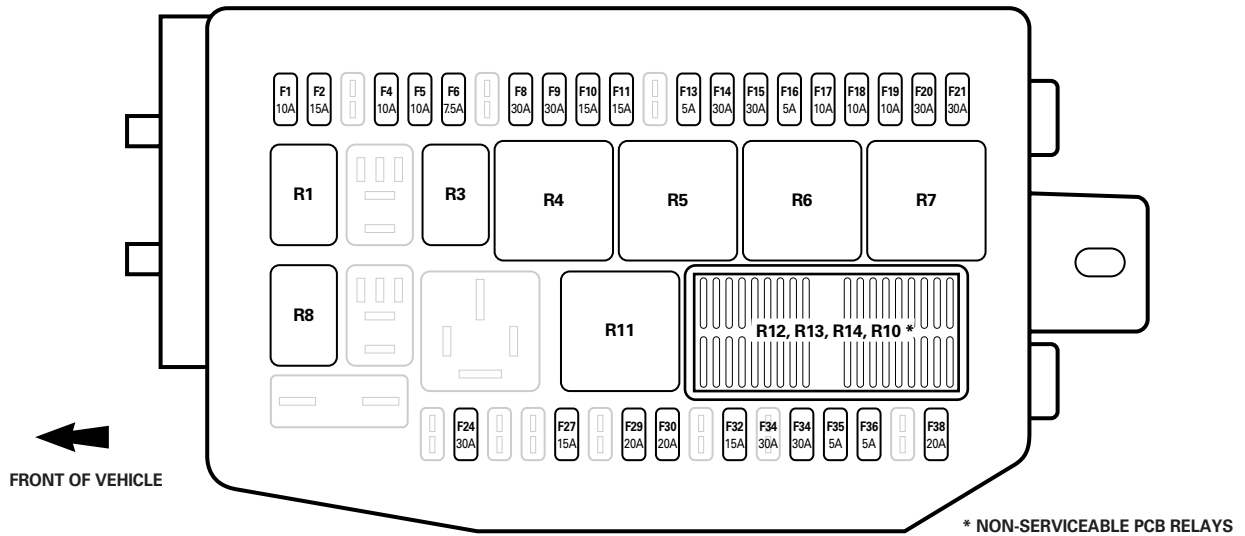 F1 F2 F4 F5 F6 F8 F9 F10 F11 F13 F14 F15 F16 F17 F18 F19 F20 F21
10A 15A 10A 10A 7.5A 30A 30A 15A 15A 5A 30A 30A 5A 10A 10A 10A 30A 30A
R1 R3 R4 R5 R6 R7
R8 R11 R12, R13, R14, R10 *
F24 F27 F29 F30 F32 F34 F34 F35 F36 F38
30A 15A 20A 20A 15A 30A 30A 5A 5A 20A
FRONT OF VEHICLE
* NON-SERVICEABLE PCB RELAYS